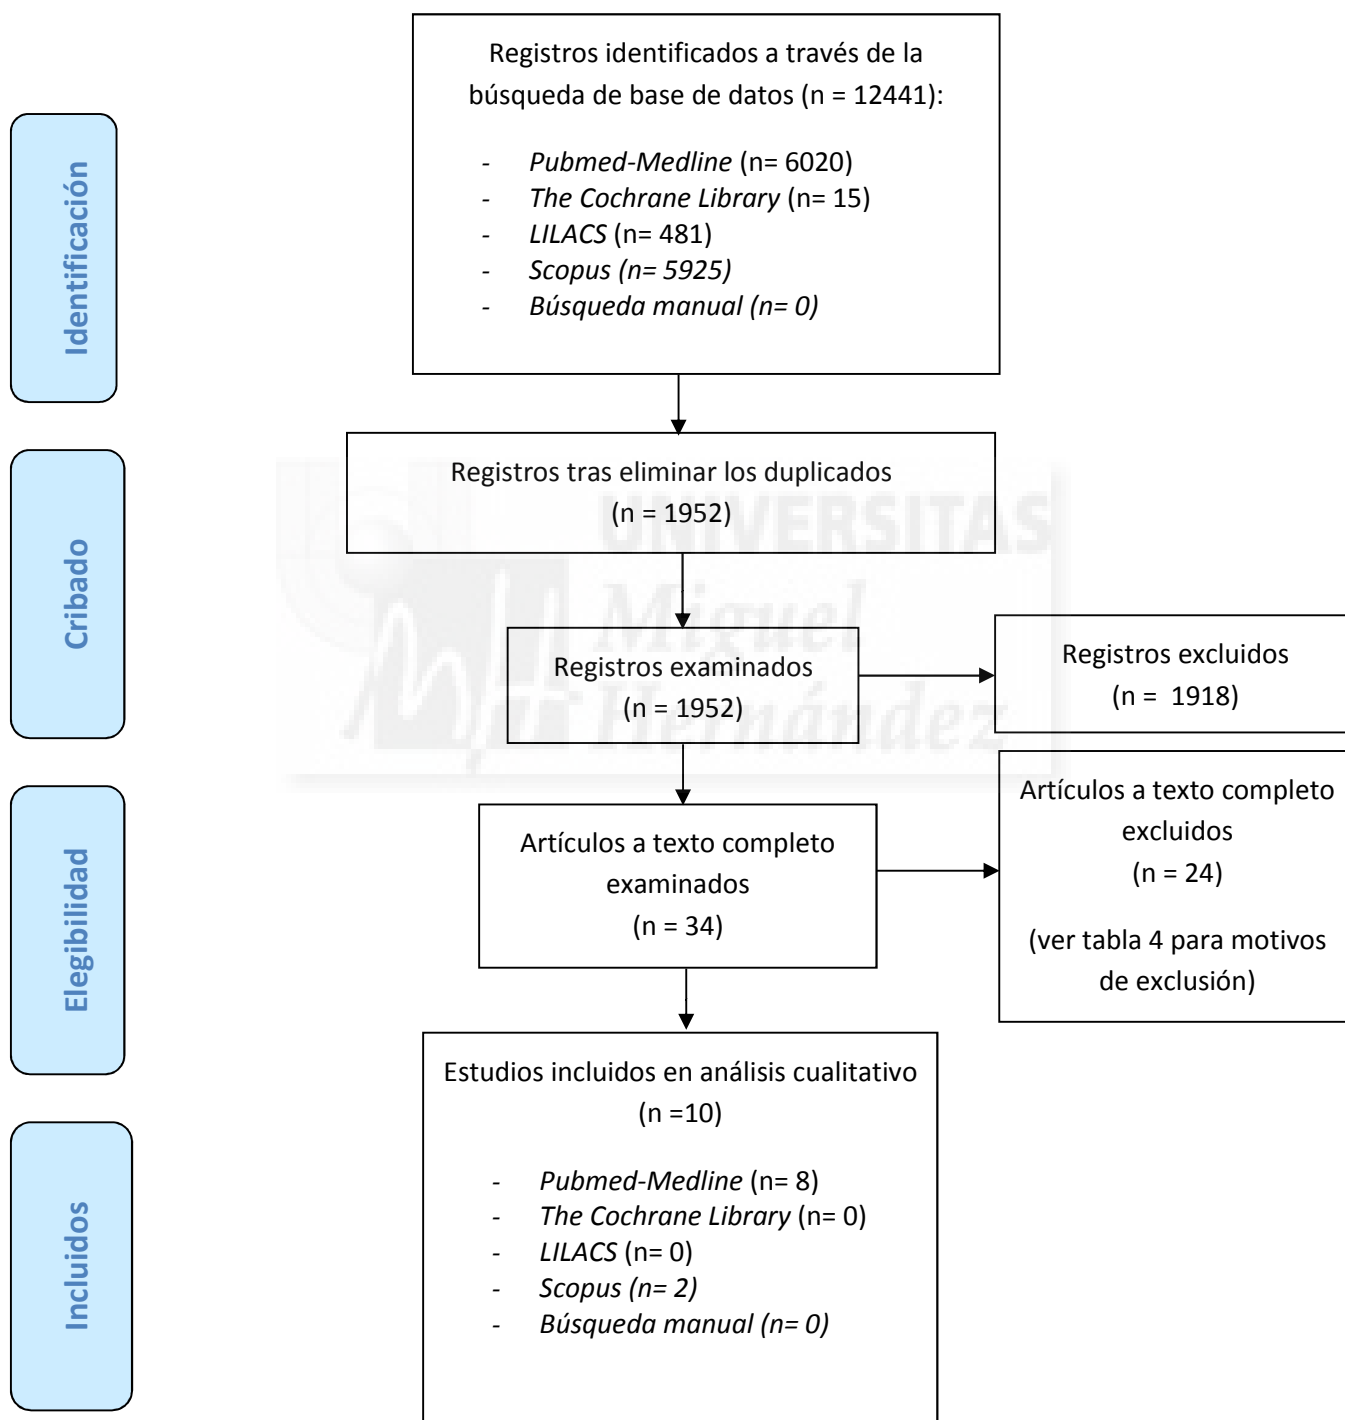 Identificación
Registros identificados a través de la
búsqueda de base de datos (n = 12441):
- Pubmed-Medline (n= 6020)
- The Cochrane Library (n= 15)
- LILACS (n= 481)
- Scopus (n= 5925)
- Búsqueda manual (n= 0)
Cribado
Registros tras eliminar los duplicados
(n = 1952)
UNIVERSITAS
Miguel
Hernández
Registros examinados
(n = 1952)
Registros excluidos
(n = 1918)
Elegibilidad
Artículos a texto completo
examinados
(n = 34)
Artículos a texto completo
excluidos
(n = 24)
(ver tabla 4 para motivos
de exclusión)
Incluidos
Estudios incluidos en análisis cualitativo
(n =10)
- Pubmed-Medline (n= 8)
- The Cochrane Library (n= 0)
- LILACS (n= 0)
- Scopus (n= 2)
- Búsqueda manual (n= 0)